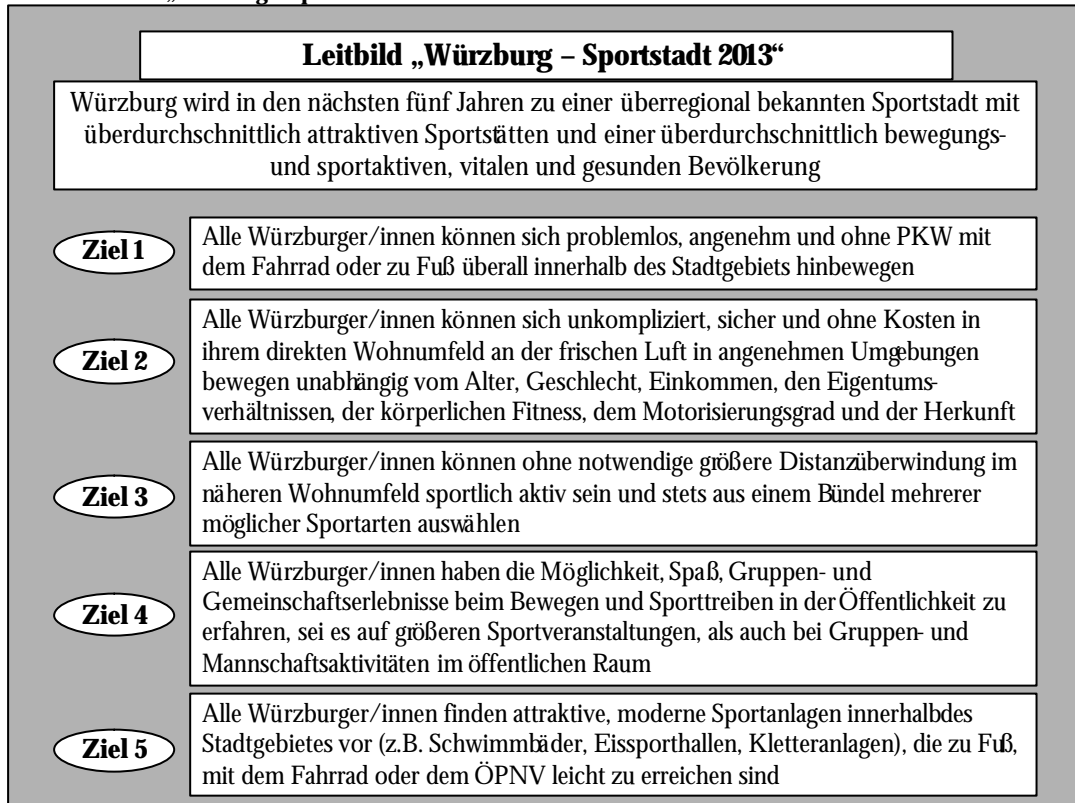 Leitbild „Würzburg – Sportstadt 2013“
Würzburg wird in den nächsten fünf Jahren zu einer überregional bekannten Sportstadt mit
überdurchschnittlich attraktiven Sportstätten und einer überdurchschnittlich bewegungs-
und sportaktiven, vitalen und gesunden Bevölkerung
Ziel 1
Alle Würzburger/innen können sich problemlos, angenehm und ohne PKW mit
dem Fahrrad oder zu Fuß überall innerhalb des Stadtgebiets hinbewegen
Ziel 2
Alle Würzburger/innen können sich unkompliziert, sicher und ohne Kosten in
ihrem direkten Wohnumfeld an der frischen Luft in angenehmen Umgebungen
bewegen unabhängig vom Alter, Geschlecht, Einkommen, den Eigentums-
verhältnissen, der körperlichen Fitness, dem Motorisierungsgrad und der Herkunft
Ziel 3
Alle Würzburger/innen können ohne notwendige größere Distanzüberwindung im
näheren Wohnumfeld sportlich aktiv sein und stets aus einem Bündel mehrerer
möglicher Sportarten auswählen
Ziel 4
Alle Würzburger/innen haben die Möglichkeit, Spaß, Gruppen- und
Gemeinschaftserlebnisse beim Bewegen und Sporttreiben in der Öffentlichkeit zu
erfahren, sei es auf größeren Sportveranstaltungen, als auch bei Gruppen- und
Mannschaftsaktivitäten im öffentlichen Raum
Ziel 5
Alle Würzburger/innen finden attraktive, moderne Sportanlagen innerhalbdes
Stadtgebietes vor (z.B. Schwimmbäder, Eissporthallen, Kletteranlagen), die zu Fuß,
mit dem Fahrrad oder dem ÖPNV leicht zu erreichen sind